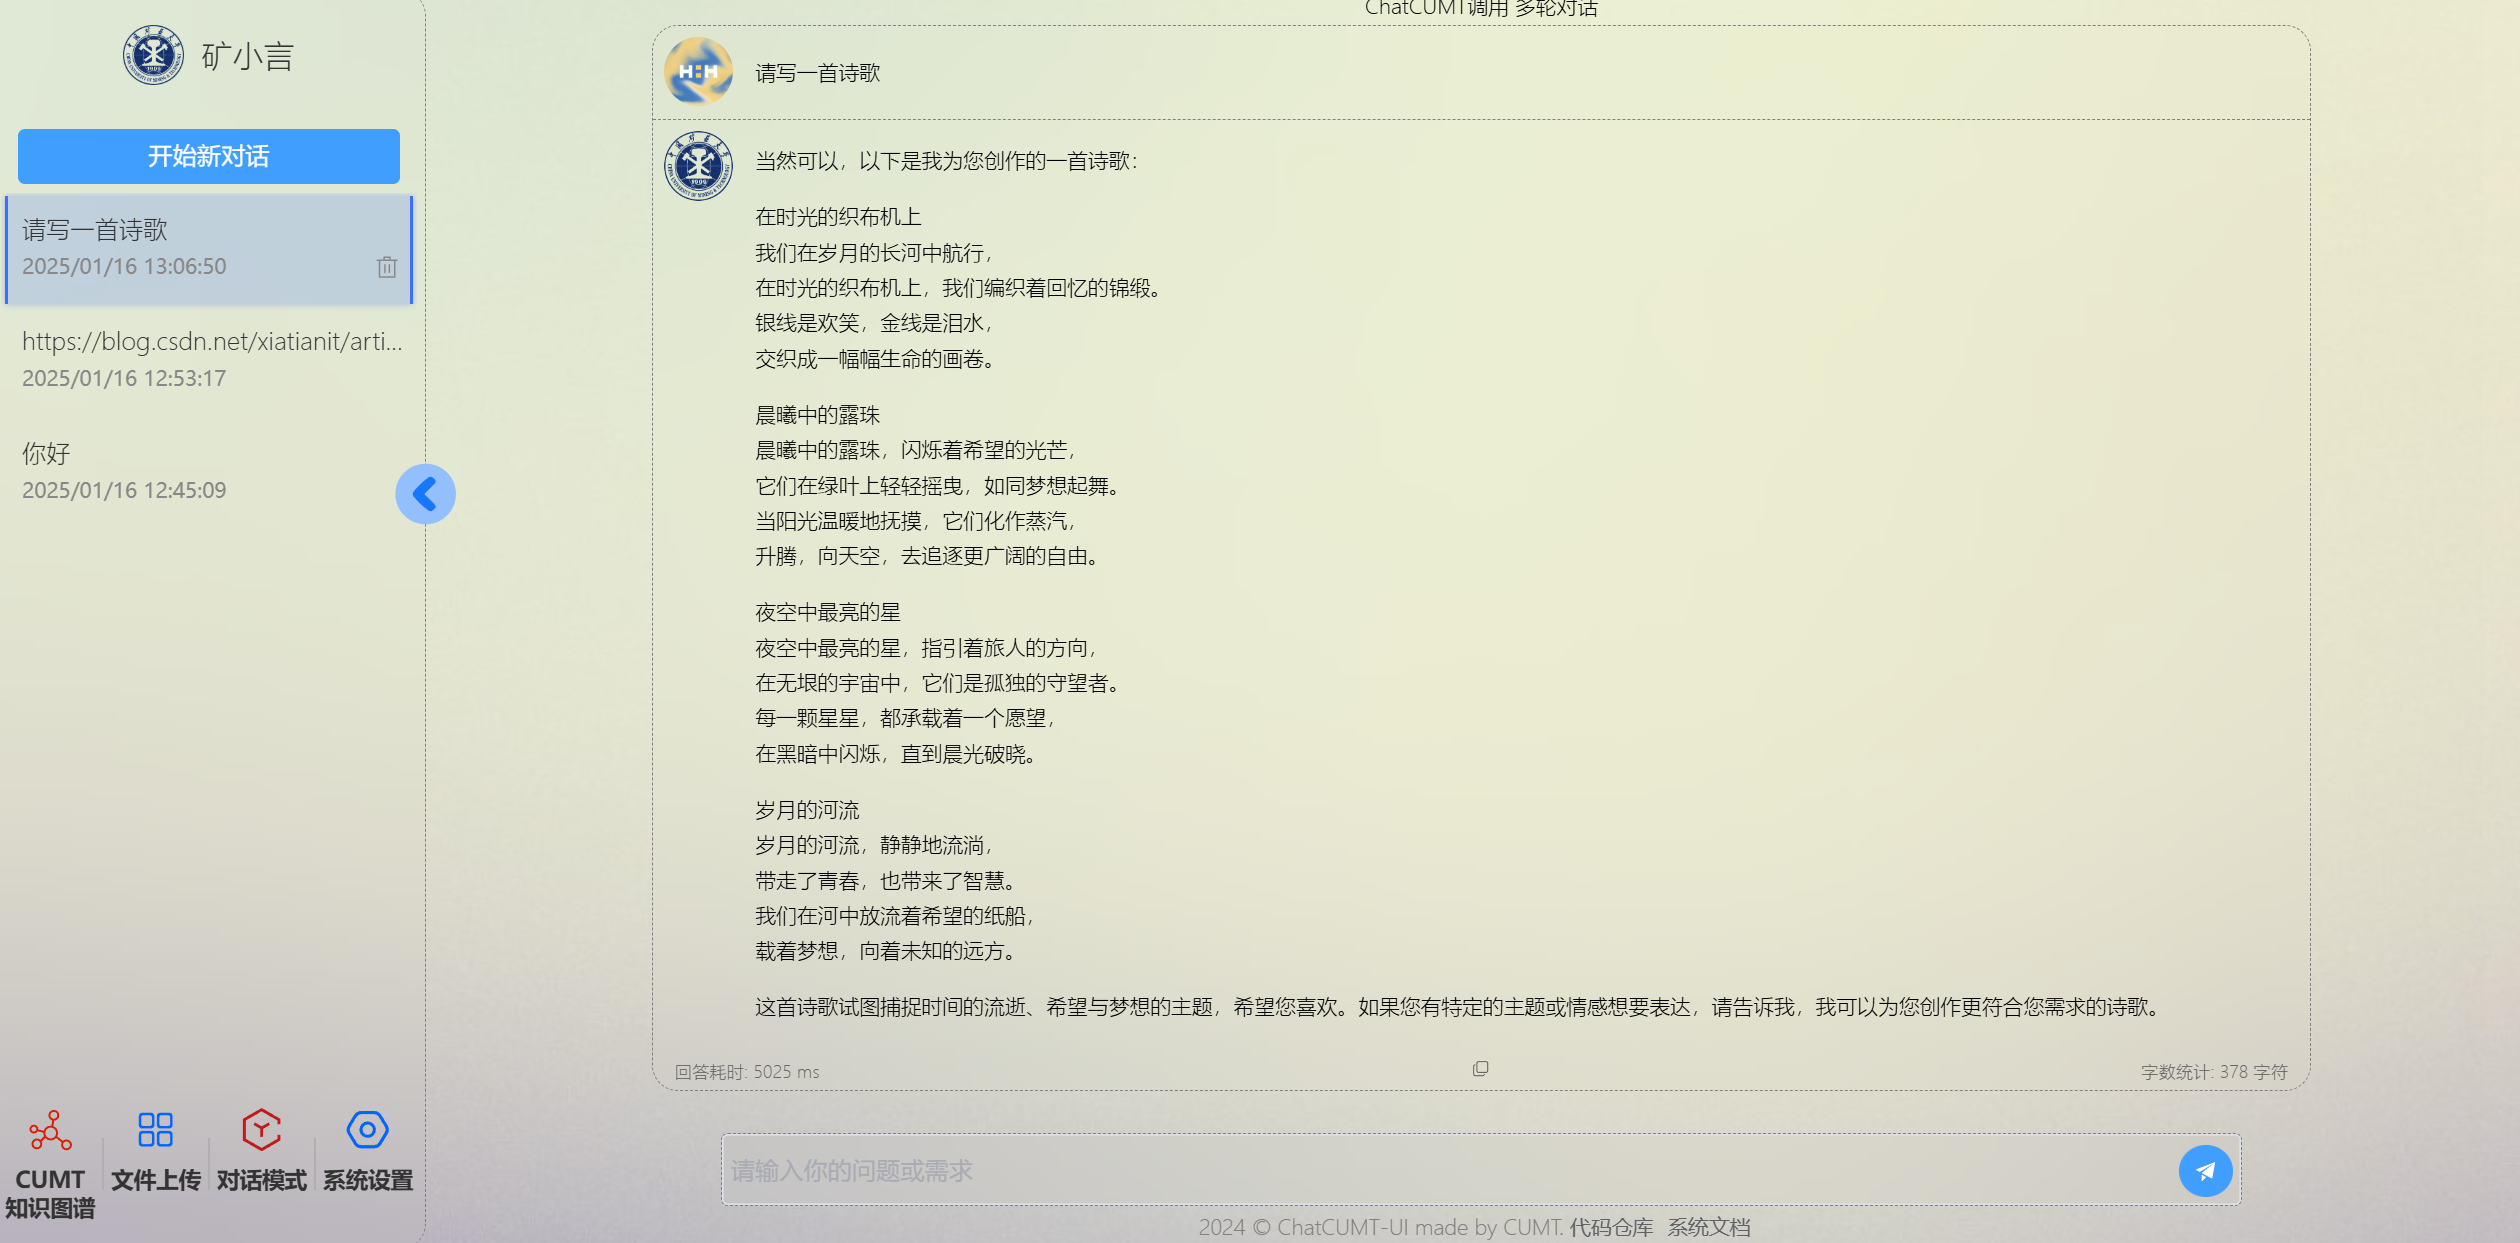 矿小言
开始新对话
请写一首诗歌
2025/01/16 13:06:50
https://blog.csdn.net/xiatianit/arti...
2025/01/16 12:53:17
你好
2025/01/16 12:45:09
CUMT
知识图谱
文件上传
对话模式
系统设置
ChatCUMT调用 多轮对话
H:H
请写一首诗歌
当然可以，以下是我为您创作的一首诗歌：
在时光的织布机上
我们在岁月的长河中航行，
在时光的织布机上，我们编织着回忆的锦缎。
银线是欢笑，金线是泪水，
交织成一幅幅生命的画卷。
晨曦中的露珠
晨曦中的露珠，闪烁着希望的光芒，
它们在绿叶上轻轻摇曳，如同梦想起舞。
当阳光温暖地抚摸，它们化作蒸汽，
升腾，向天空，去追逐更广阔的自由。
夜空中最亮的星
夜空中最亮的星，指引着旅人的方向，
在无垠的宇宙中，它们是孤独的守望者。
每一颗星星，都承载着一个愿望，
在黑暗中闪烁，直到晨光破晓。
岁月的河流
岁月的河流，静静地流淌，
带走了青春，也带来了智慧。
我们在河中放流着希望的纸船，
载着梦想，向着未知的远方。
这首诗歌试图捕捉时间的流逝、希望与梦想的主题，希望您喜欢。如果您有特定的主题或情感想要表达，请告诉我，我可以为您创作更符合您需求的诗歌。
回答耗时: 5025 ms
字数统计: 378 字符
请输入你的问题或需求
2024 © ChatCUMT-UI made by CUMT. 代码仓库 系统文档